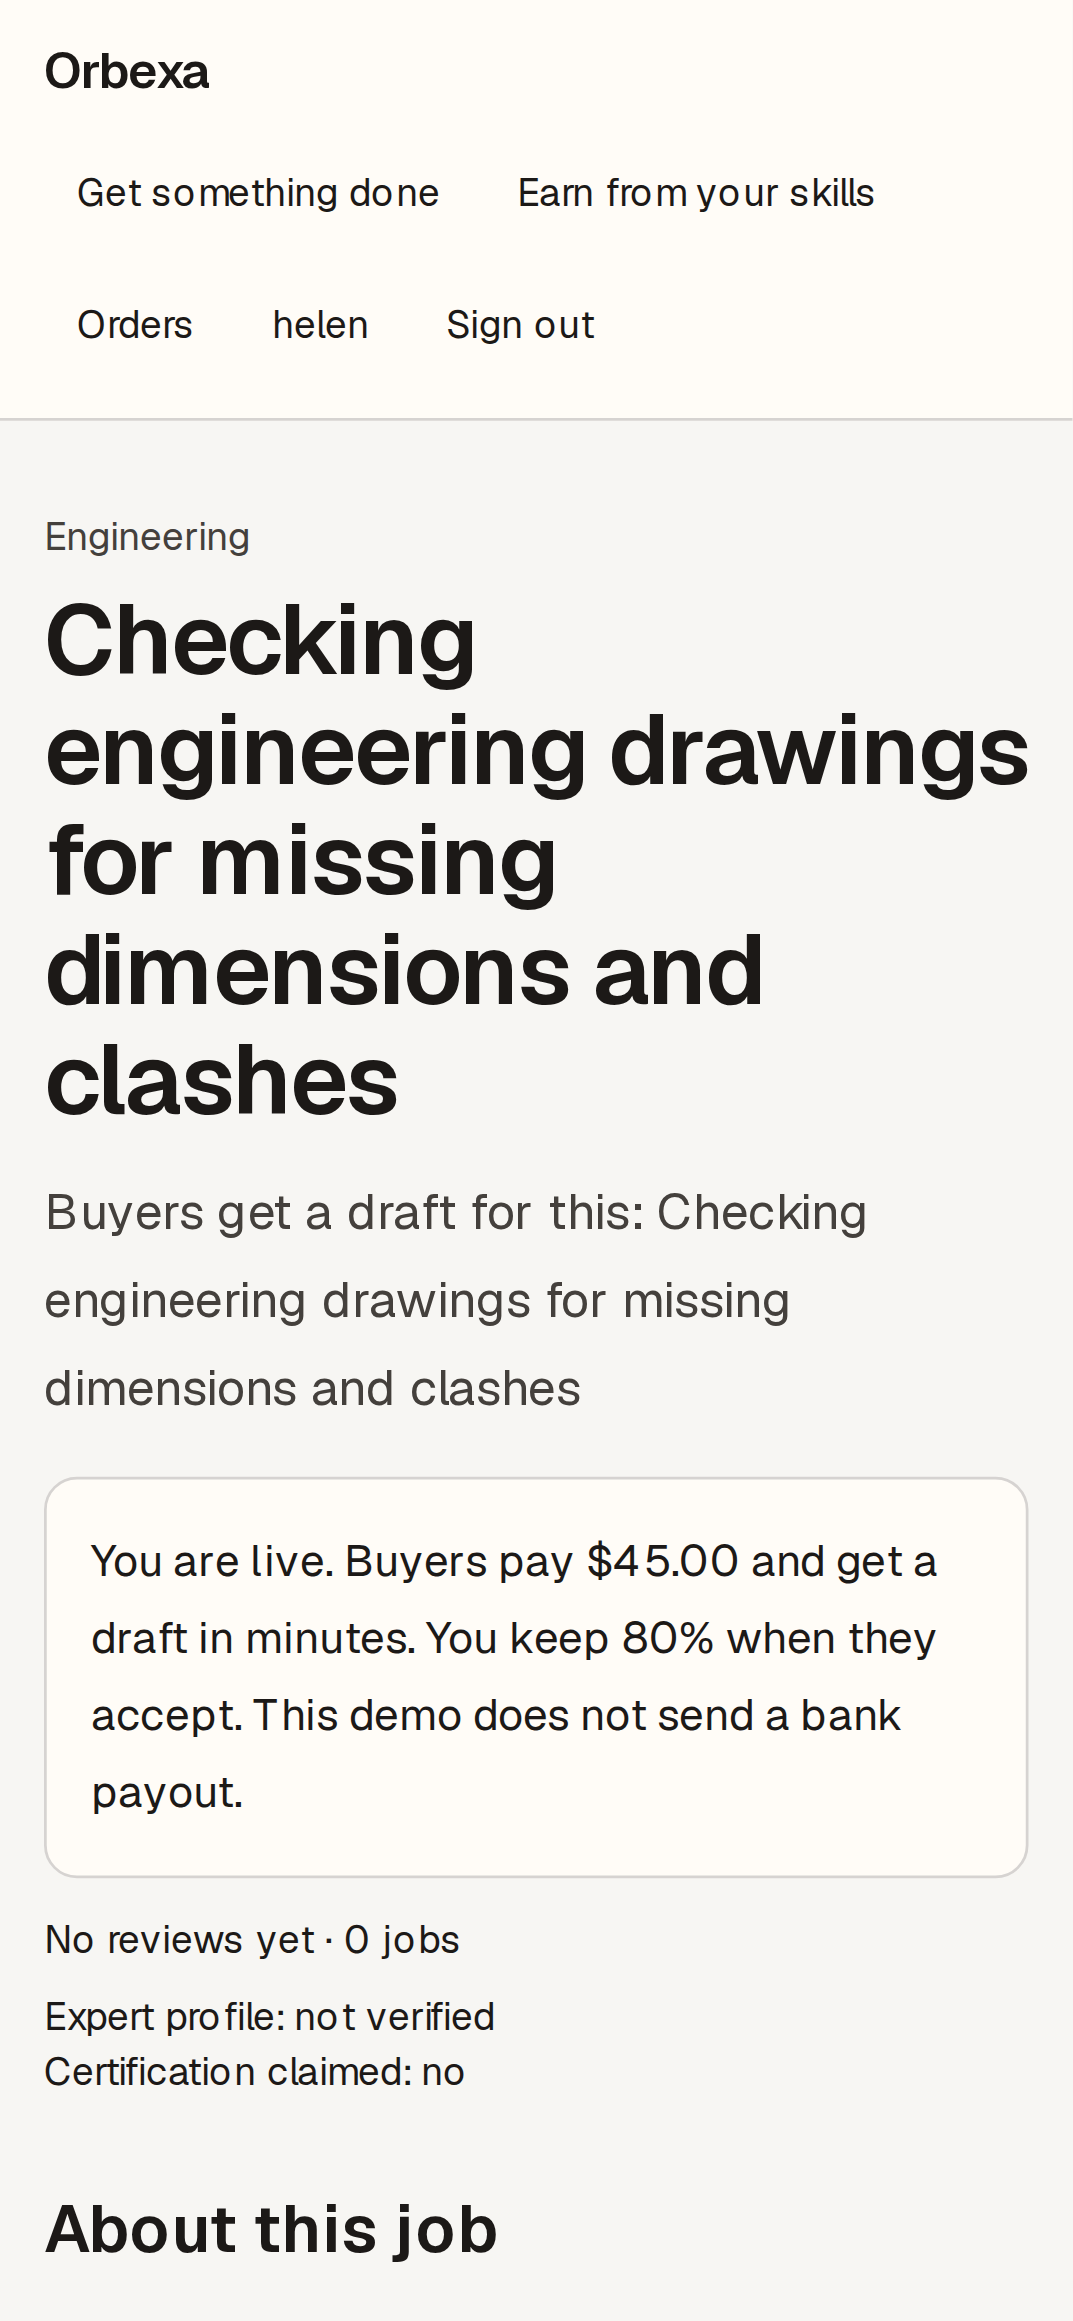 Orbexa
Get something done Earn from your skills
Orders helen Sign out
Engineering
Checking
engineering drawings
for missing
dimensions and
clashes
Buyers get a draft for this: Checking
engineering drawings for missing
dimensions and clashes
You are live. Buyers pay $45.00 and get a
draft in minutes. You keep 80% when they
accept. This demo does not send a bank
payout.
No reviews yet · 0 jobs
Expert profile: not verified
Certification claimed: no
About this job